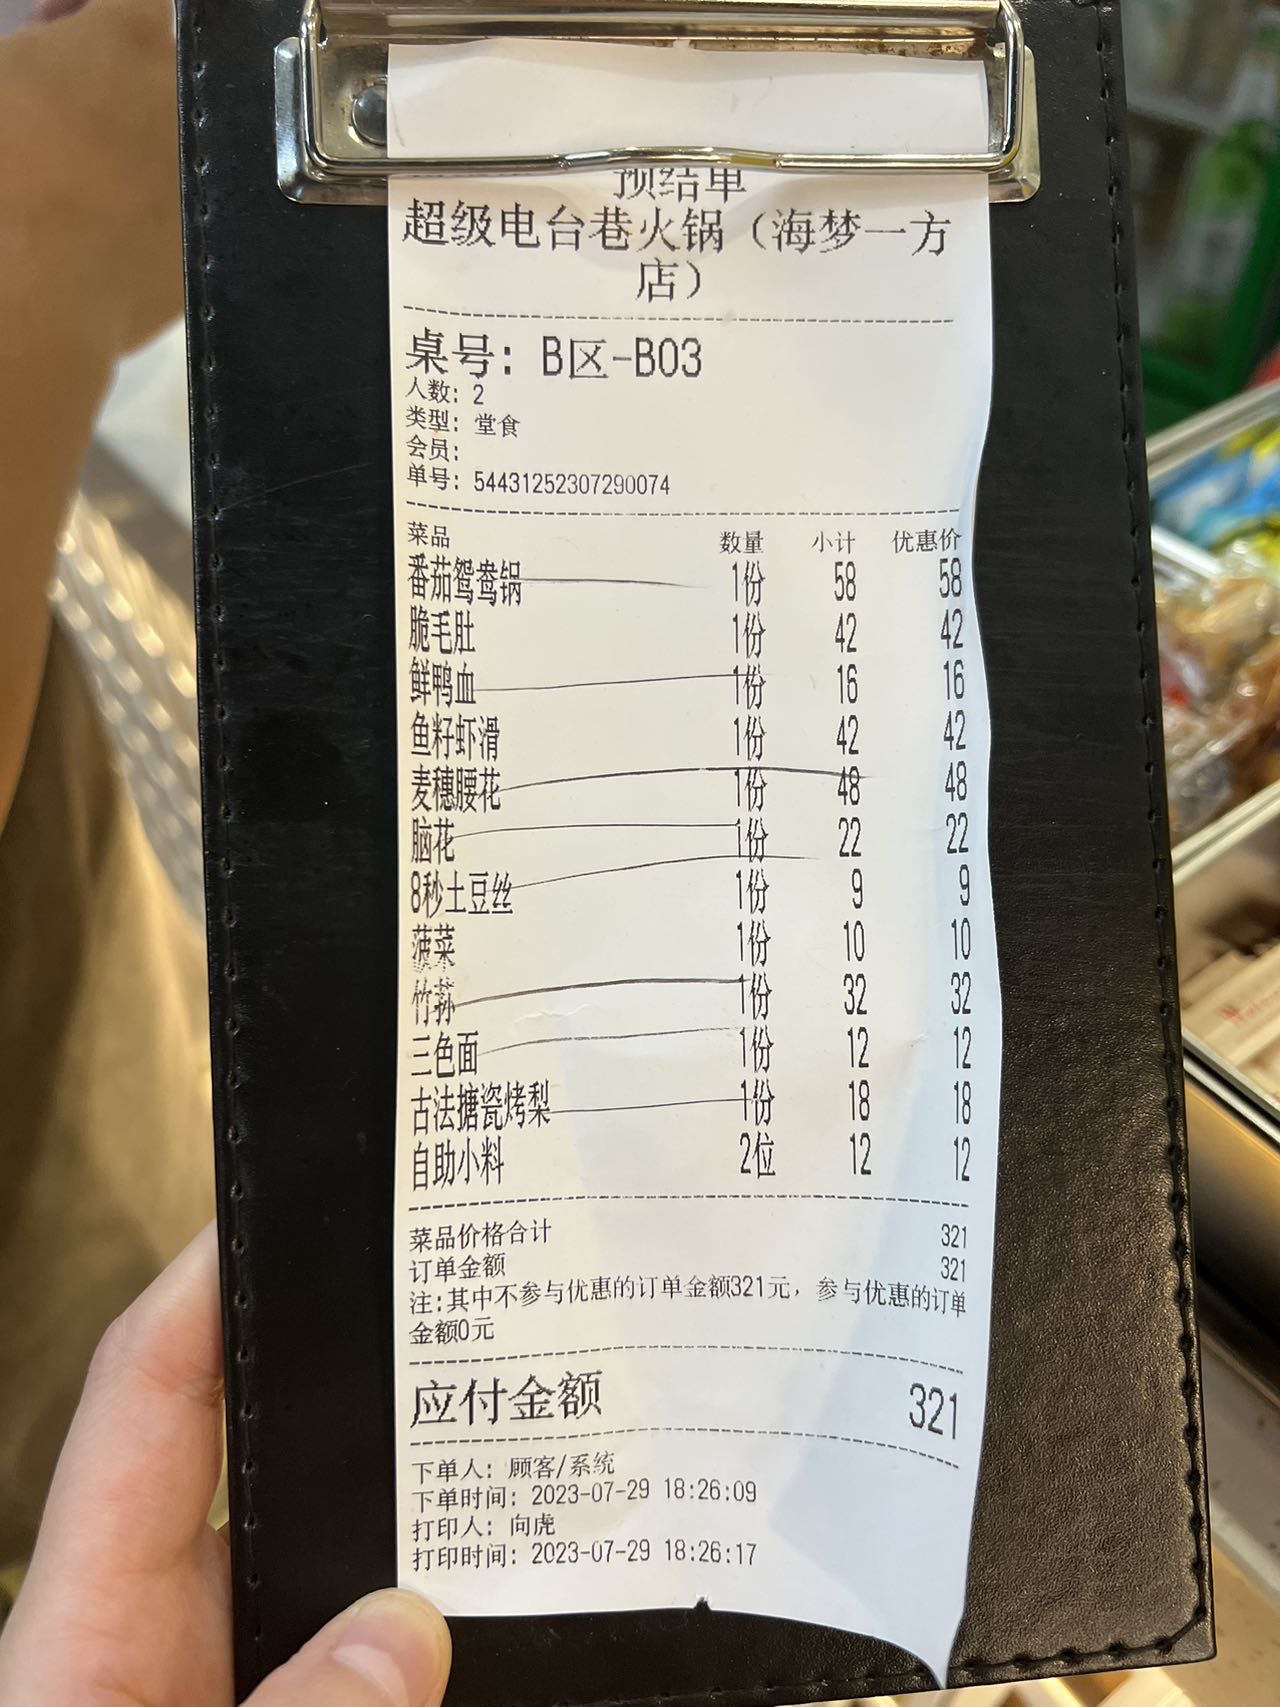 预结单
超级电台巷火锅（海梦一方
店）
桌号：B区-B03
人数：2
类型：堂食
会员：
单号：54431252307290074
菜品 数量 小计 优惠价
番茄鸳鸯锅 1份 58 58
脆毛肚 1份 42 42
鲜鸭血 1份 16 16
鱼籽虾滑 1份 42 42
麦穗腰花 1份 48 48
脑花 1份 22 22
8秒土豆丝 1份 9 9
菠菜 1份 10 10
竹荪 1份 32 32
三色面 1份 12 12
古法搪瓷烤梨 1份 18 18
自助小料 2位 12 12
菜品价格合计 321
订单金额 321
注：其中不参与优惠的订单金额321元，参与优惠的订单
金额0元
应付金额 321
下单人：顾客/系统
下单时间：2023-07-29 18:26:09
打印人：向虎
打印时间：2023-07-29 18:26:17